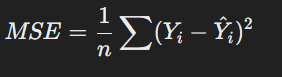 MSE = \frac{1}{n} \sum (Y_i - \hat{Y}_i)^2